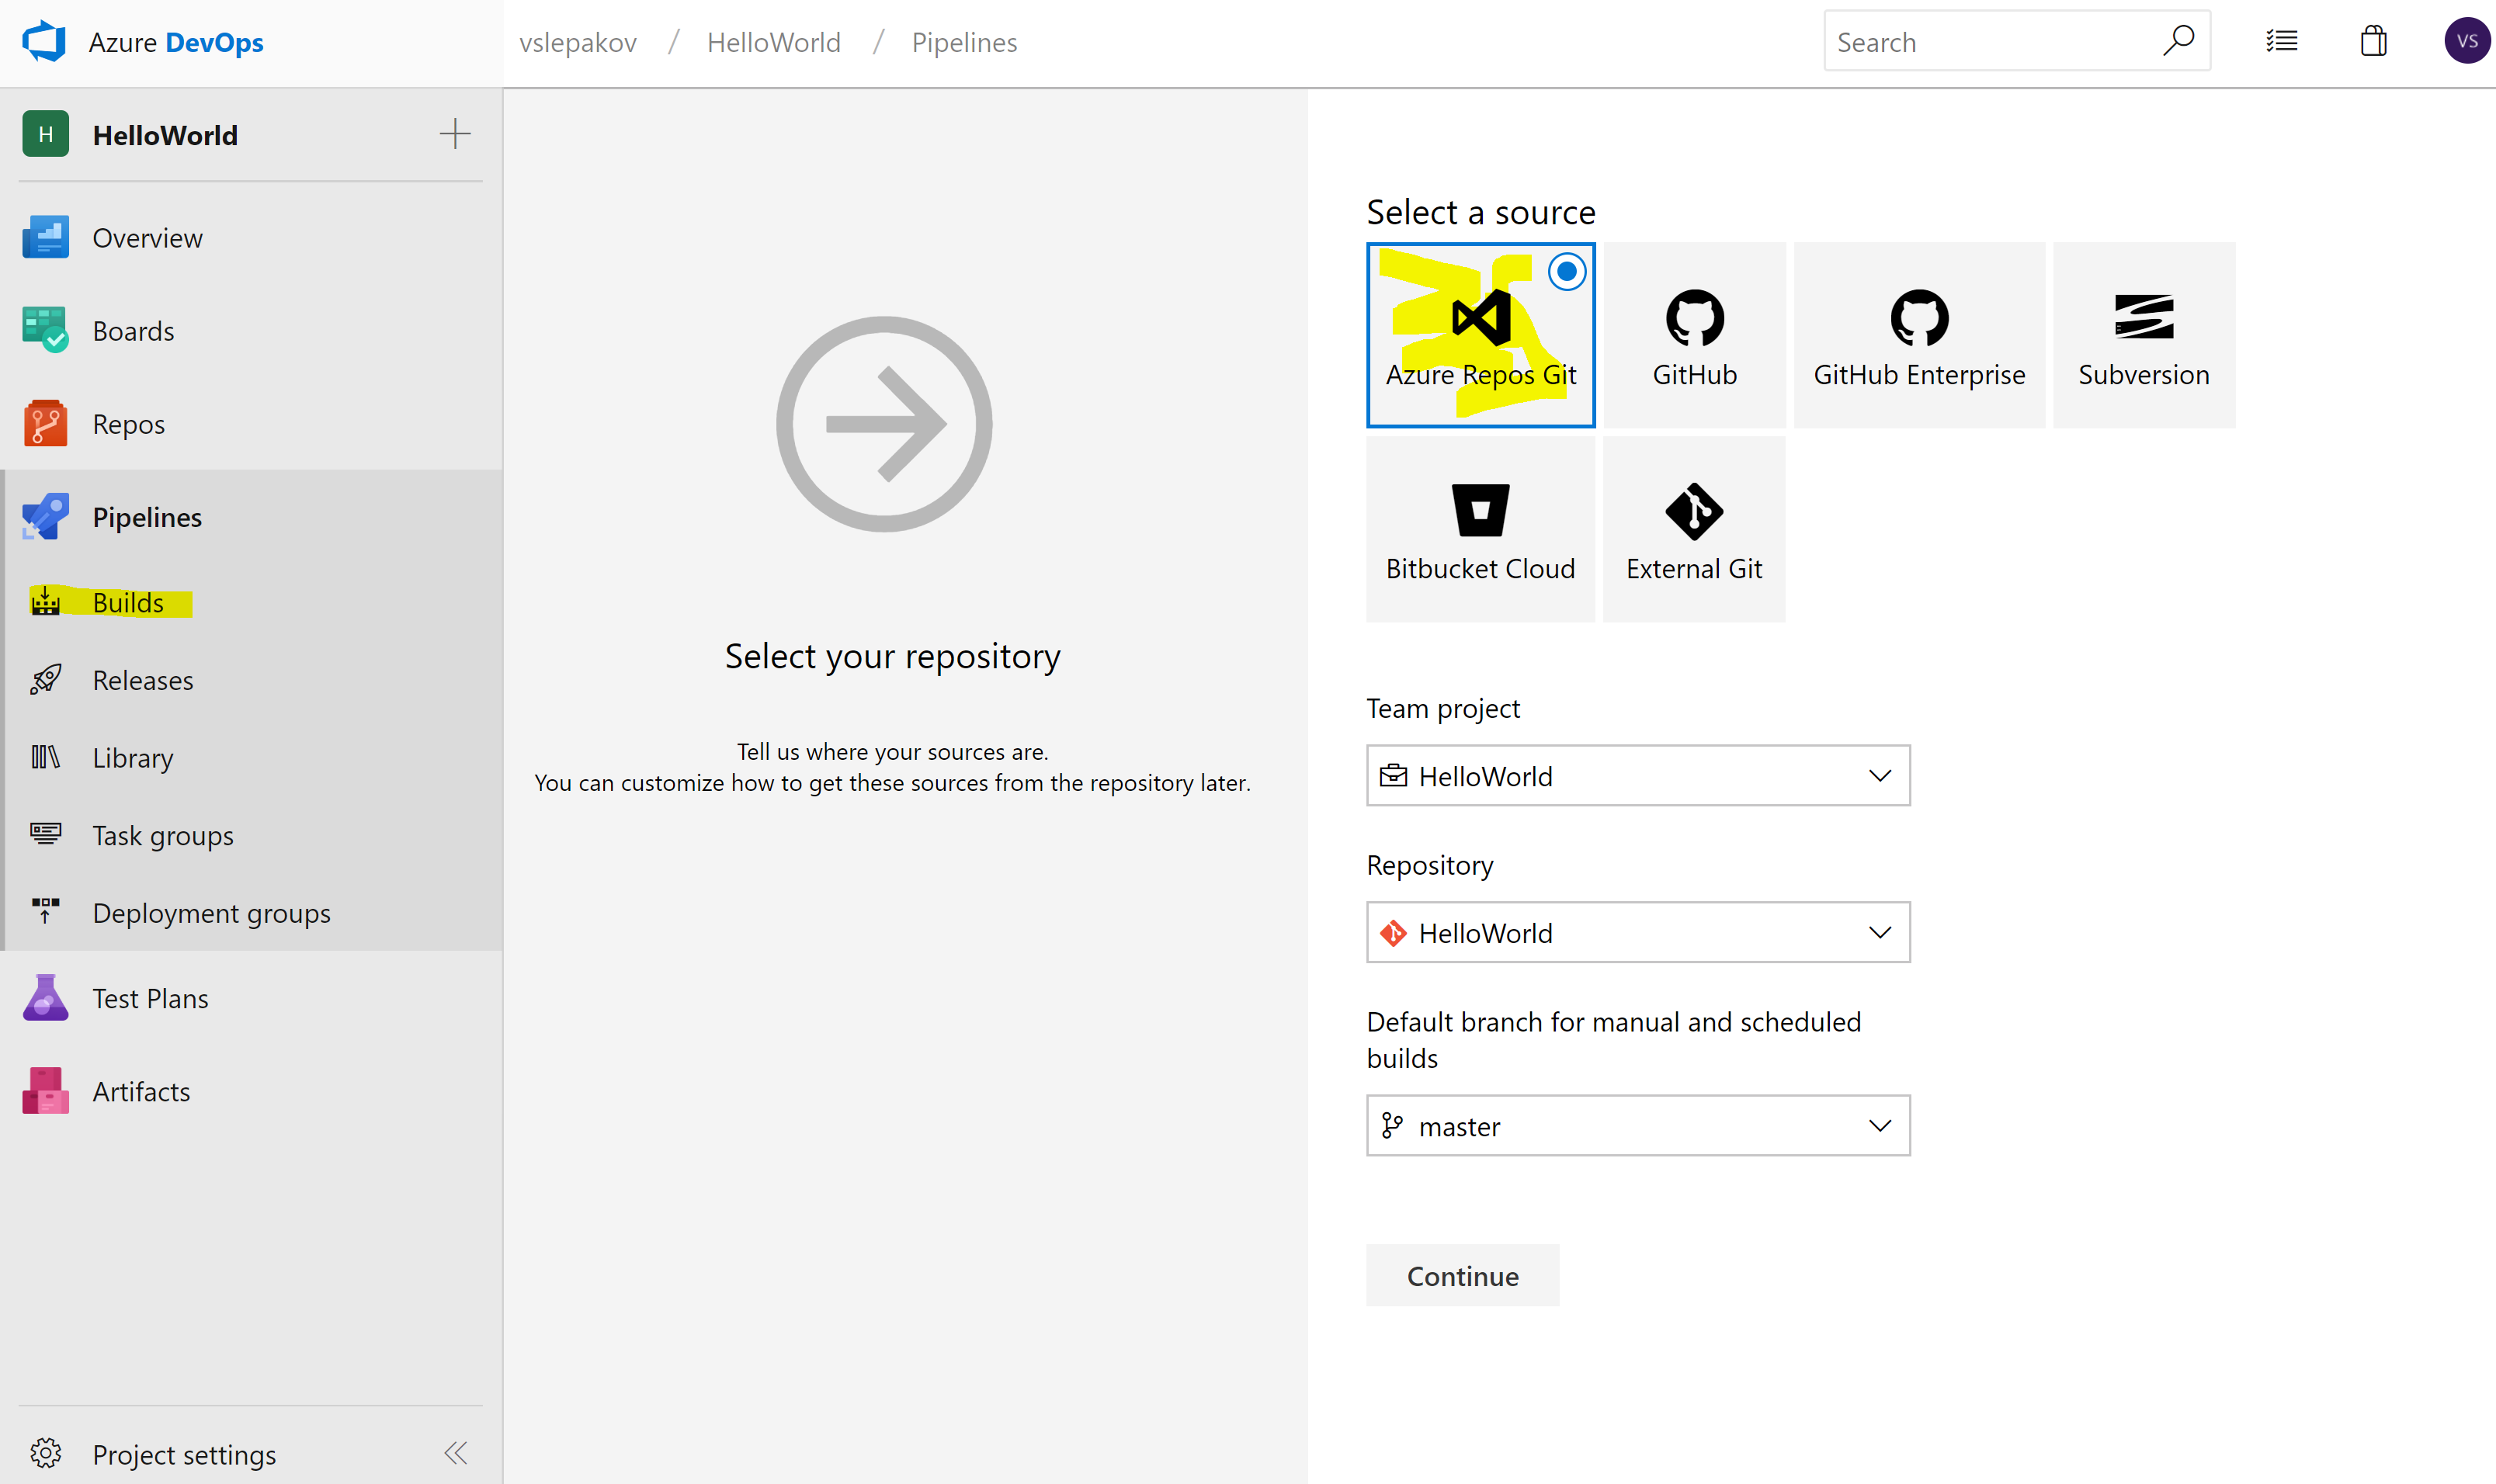 Azure DevOps
vslepakov / HelloWorld / Pipelines
Search
VS
H HelloWorld
Overview
Boards
Repos
Pipelines
Builds
Releases
Library
Task groups
Deployment groups
Test Plans
Artifacts
Project settings
Select your repository
Tell us where your sources are.
You can customize how to get these sources from the repository later.
Select a source
Azure Repos Git
GitHub
GitHub Enterprise
Subversion
Bitbucket Cloud
External Git
Team project
HelloWorld
Repository
HelloWorld
Default branch for manual and scheduled
builds
master
Continue